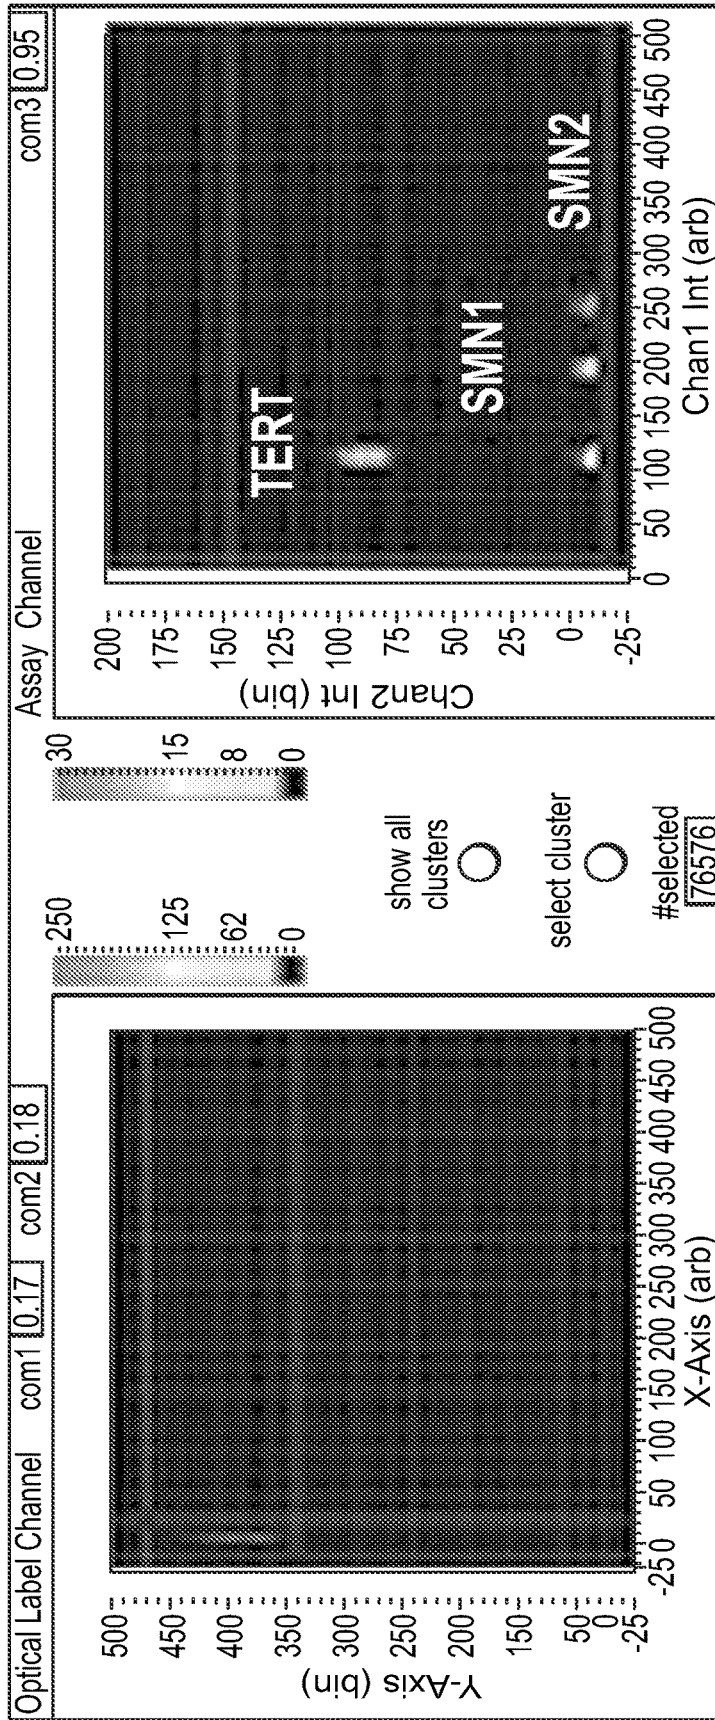 Optical Label Channel com1 0.17 com2 0.18
500
450
400
350
300
250
200
150
100
50
0
-25
Y-Axis (bin)
-25 0 50 100 150 200 250 300 350 400 450 500
X-Axis (arb)
250
125
62
0
30
15
8
0
show all
clusters
select cluster
#selected
76576
Assay Channel com3 0.95
200
175
150
125
100
75
50
25
0
-25
Chan2 Int (bin)
TERT
SMN1
SMN2
0 50 100 150 200 250 300 350 400 450 500
Chan1 Int (arb)